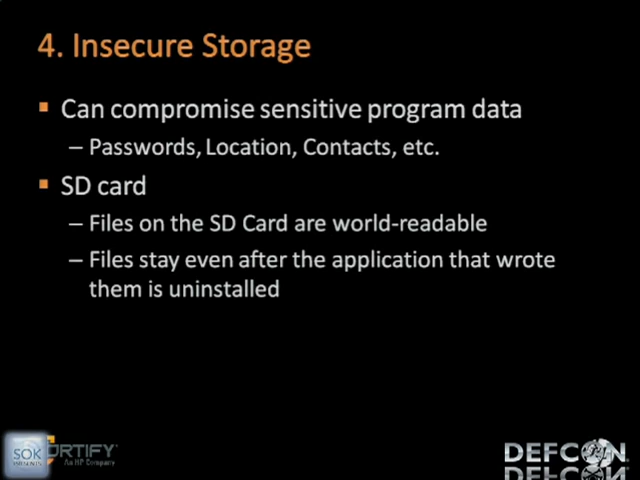 4. Insecure Storage
▪ Can compromise sensitive program data
– Passwords, Location, Contacts, etc.
▪ SD card
– Files on the SD Card are world-readable
– Files stay even after the application that wrote
them is uninstalled
SOK
ORTIFY
An HP Company
DEFCON